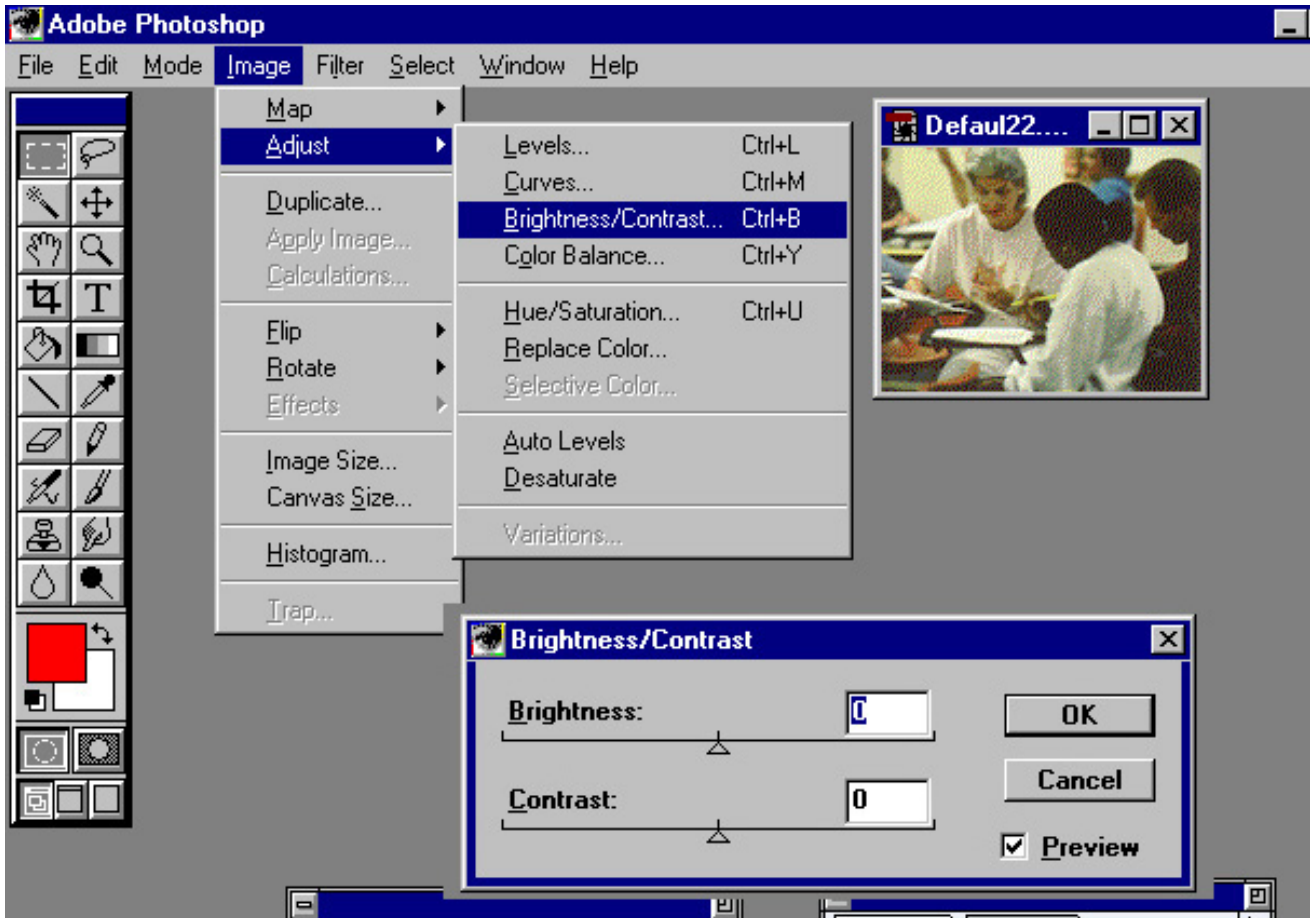 Adobe Photoshop
File Edit Mode Image Filter Select Window Help
Map
Adjust
Duplicate...
Apply Image...
Calculations...
Flip
Rotate
Effects
Image Size...
Canvas Size...
Histogram...
Trap...
Levels... Ctrl+L
Curves... Ctrl+M
Brightness/Contrast... Ctrl+B
Color Balance... Ctrl+Y
Hue/Saturation... Ctrl+U
Replace Color...
Selective Color...
Auto Levels
Desaturate
Variations...
Defaul22....
T
Brightness/Contrast
Brightness: 0
OK
Cancel
Contrast: 0
Preview